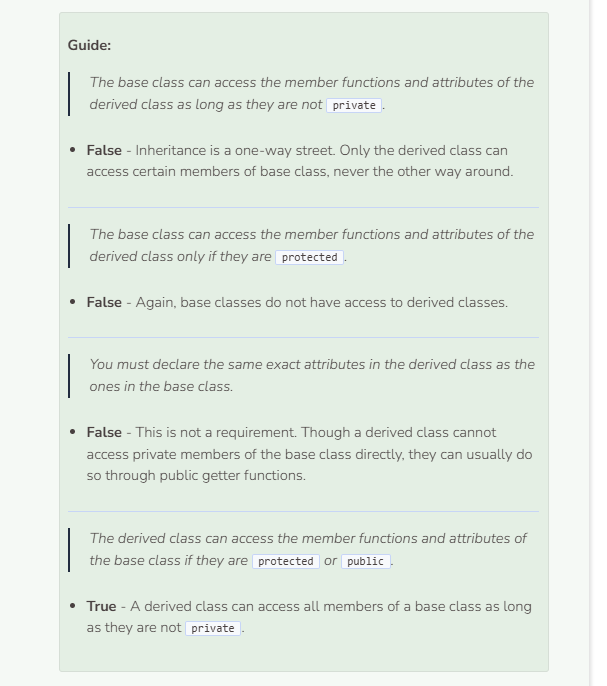 Guide:
The base class can access the member functions and attributes of the
derived class as long as they are not private.
• False - Inheritance is a one-way street. Only the derived class can
access certain members of base class, never the other way around.
The base class can access the member functions and attributes of the
derived class only if they are protected.
• False - Again, base classes do not have access to derived classes.
You must declare the same exact attributes in the derived class as the
ones in the base class.
• False - This is not a requirement. Though a derived class cannot
access private members of the base class directly, they can usually do
so through public getter functions.
The derived class can access the member functions and attributes of
the base class if they are protected or public.
• True - A derived class can access all members of a base class as long
as they are not private.